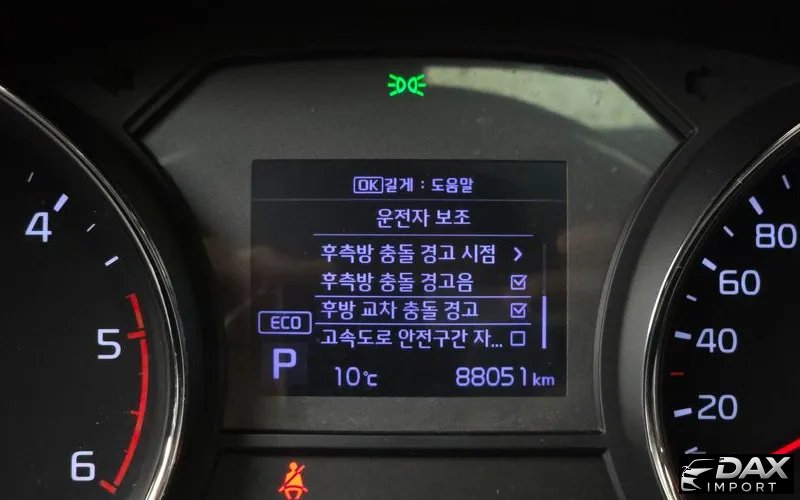 OK길게 : 도움말
운전자 보조
후측방 충돌 경고 시점 >
후측방 충돌 경고음
후방 교차 충돌 경고
고속도로 안전구간 자...
ECO
P
10℃ 88051km
4
5
6
80
60
40
20
DAX
IMPORT